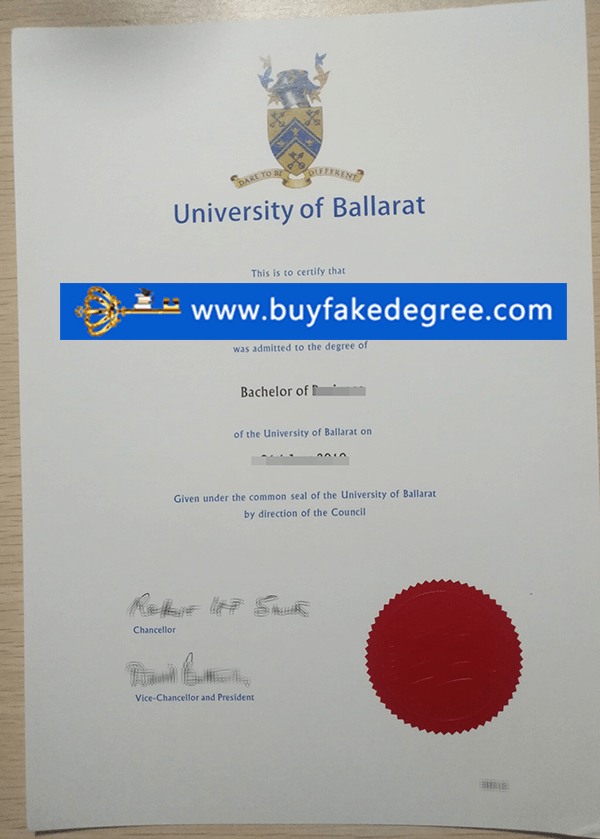 DARE TO BE DIFFERENT
University of Ballarat
This is to certify that
www.buyfakedegree.com
was admitted to the degree of
Bachelor of
of the University of Ballarat on
Given under the common seal of the University of Ballarat
by direction of the Council
Chancellor
Vice-Chancellor and President